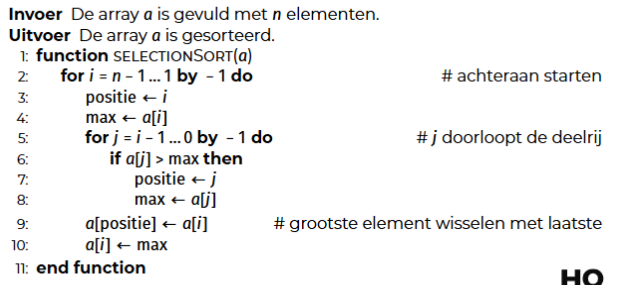 Invoer De array a is gevuld met n elementen.
Uitvoer De array a is gesorteerd.
1: function SELECTIONSORT(a)
2: for i = n – 1 ... 1 by – 1 do # achteraan starten
3: positie ← i
4: max ← a[i]
5: for j = i – 1 ... 0 by – 1 do # j doorloopt de deelrij
6: if a[j] > max then
7: positie ← j
8: max ← a[j]
9: a[positie] ← a[i] # grootste element wisselen met laatste
10: a[i] ← max
11: end function
HO